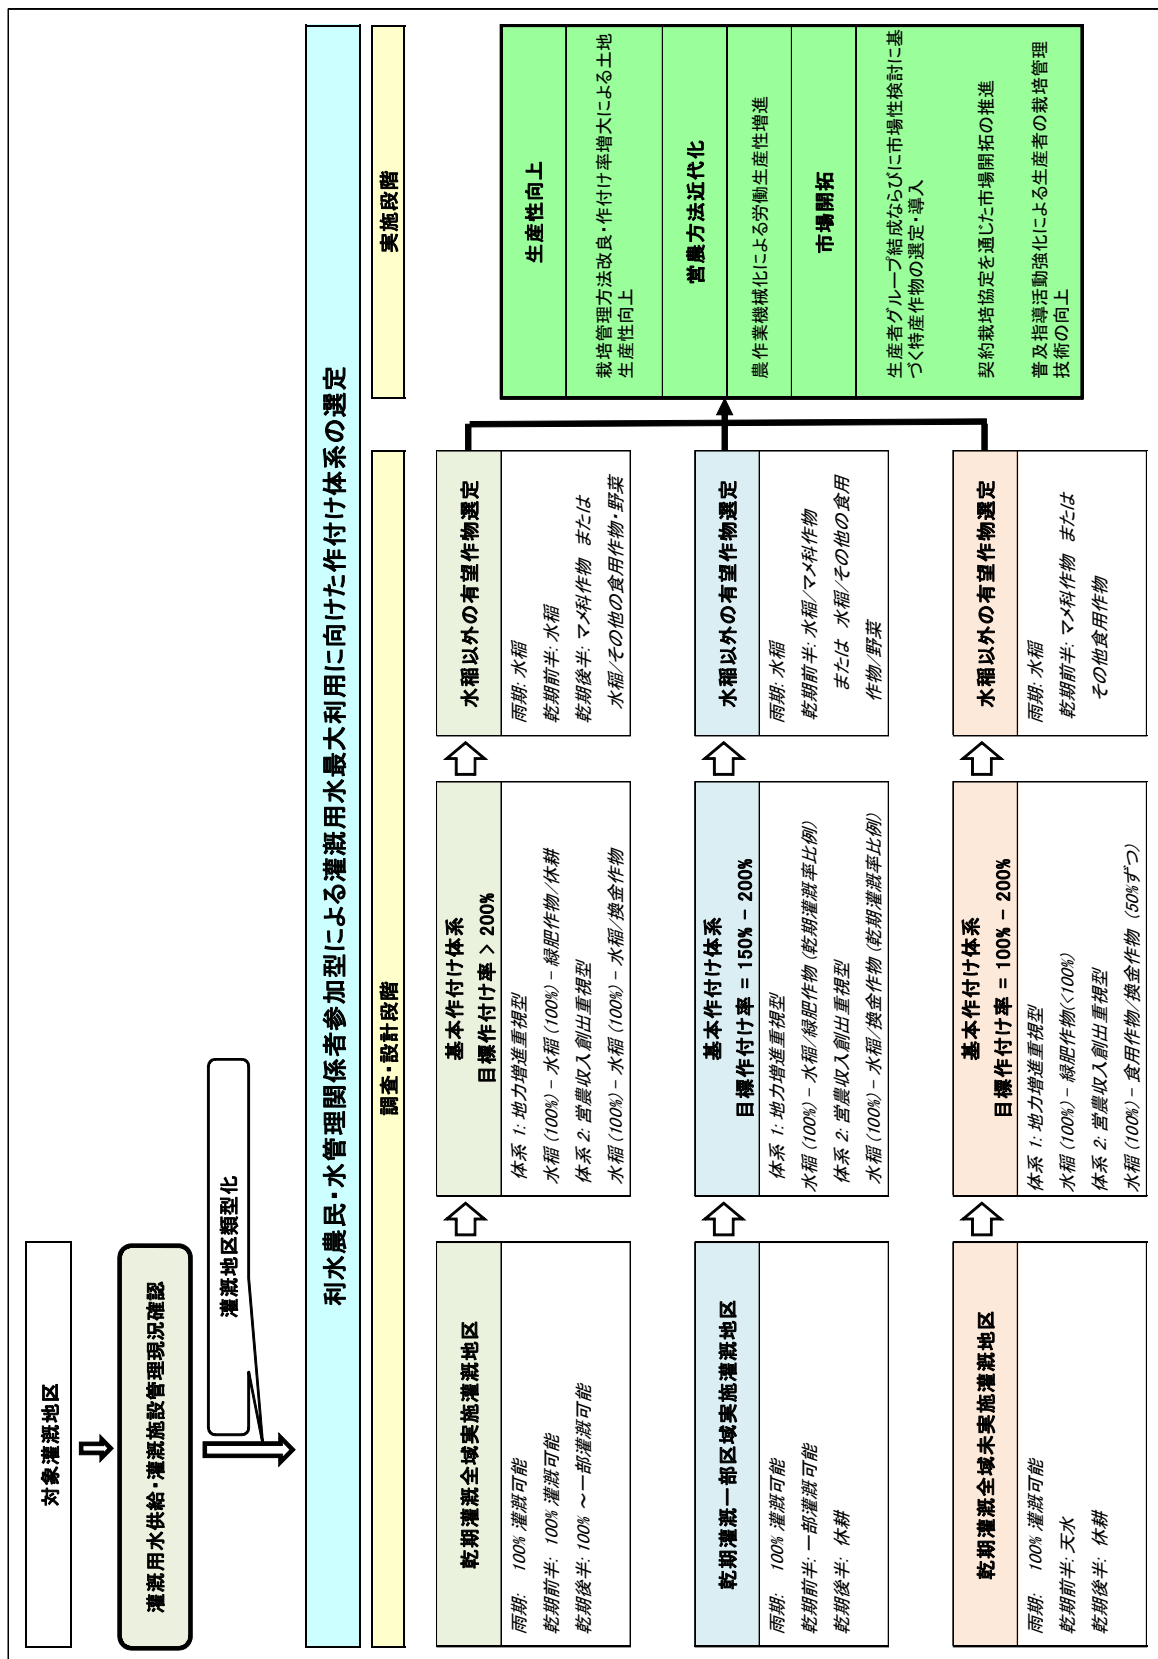 対象灌漑地区
灌漑用水供給・灌漑施設管理現況確認
灌漑地区類型化
利水農民・水管理関係者参加型による灌漑用水最大利用に向けた作付け体系の選定
調査・設計段階
実施段階
乾期灌漑全域実施灌漑地区
雨期: 100% 灌漑可能
乾期前半: 100% 灌漑可能
乾期後半: 100% ～一部灌漑可能
基本作付け体系
目標作付け率 > 200%
体系 1: 地力増進重視型
水稲 (100%) – 水稲 (100%) – 緑肥作物/休耕
体系 2: 営農収入創出重視型
水稲 (100%) – 水稲 (100%) – 水稲/換金作物
水稲以外の有望作物選定
雨期: 水稲
乾期前半: 水稲
乾期後半: マメ科作物 または
水稲/その他の食用作物・野菜
乾期灌漑一部区域実施灌漑地区
雨期: 100% 灌漑可能
乾期前半: 一部灌漑可能
乾期後半: 休耕
基本作付け体系
目標作付け率 = 150% - 200%
体系 1: 地力増進重視型
水稲 (100%) – 水稲/緑肥作物 (乾期灌漑率比例)
体系 2: 営農収入創出重視型
水稲 (100%) – 水稲/換金作物 (乾期灌漑率比例)
水稲以外の有望作物選定
雨期: 水稲
乾期前半: 水稲/マメ科作物
または 水稲/その他の食用
作物/野菜
乾期灌漑全域未実施灌漑地区
雨期: 100% 灌漑可能
乾期前半: 天水
乾期後半: 休耕
基本作付け体系
目標作付け率 = 100% - 200%
体系 1: 地力増進重視型
水稲 (100%) – 緑肥作物(<100%)
体系 2: 営農収入創出重視型
水稲 (100%) – 食用作物/換金作物 (50%ずつ)
水稲以外の有望作物選定
雨期: 水稲
乾期前半: マメ科作物 または
その他食用作物
生産性向上
栽培管理方法改良・作付け率増大による土地
生産性向上
営農方法近代化
農作業機械化による労働生産性増進
市場開拓
生産者グループ結成ならびに市場性検討に基
づく特産作物の選定・導入
契約栽培協定を通じた市場開拓の推進
普及指導活動強化による生産者の栽培管理
技術の向上